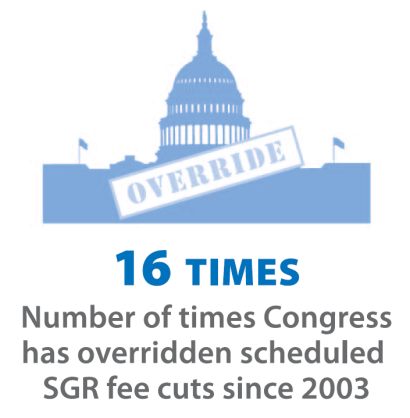 OVERRIDE
16 TIMES
Number of times Congress
has overridden scheduled
SGR fee cuts since 2003